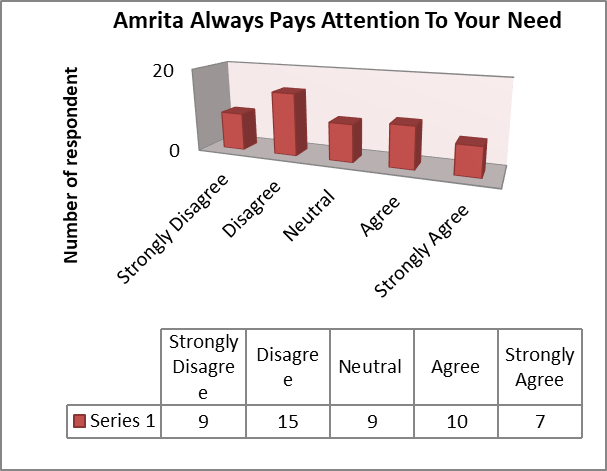 Amrita Always Pays Attention To Your Need
Number of respondent
20
0
Strongly Disagree
Disagree
Neutral
Agree
Strongly Agree
Strongly
Disagre
e
Disagre
e
Neutral
Agree
Strongly
Agree
Series 1 9 15 9 10 7